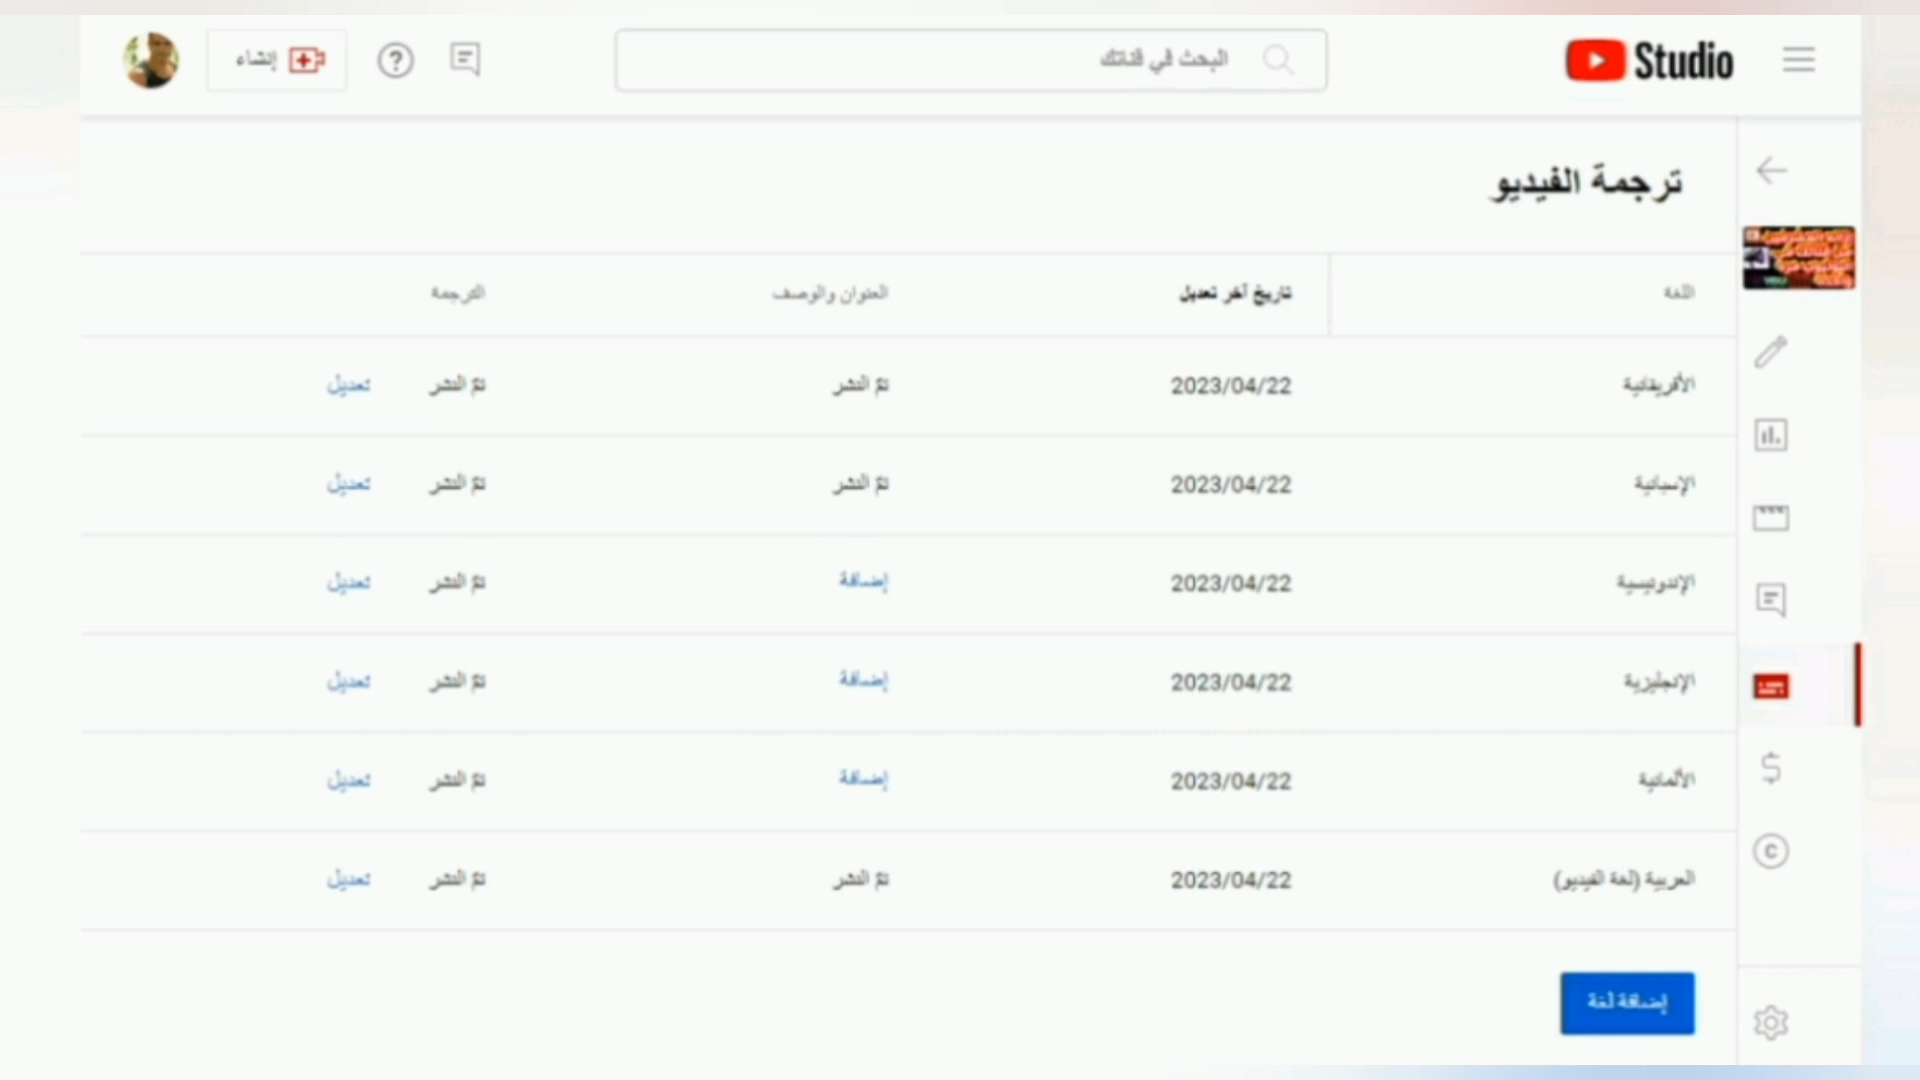 Studio
البحث في قناتك
إنشاء
ترجمة الفيديو
اللغة تاريخ آخر تعديل العنوان والوصف الترجمة
الأفريقانية 2023/04/22 تمّ النشر تمّ النشر تعديل
الإسبانية 2023/04/22 تمّ النشر تمّ النشر تعديل
الإندونيسية 2023/04/22 إضافة تمّ النشر تعديل
الإنجليزية 2023/04/22 إضافة تمّ النشر تعديل
الألمانية 2023/04/22 إضافة تمّ النشر تعديل
العربية (لغة الفيديو) 2023/04/22 تمّ النشر تمّ النشر تعديل
إضافة لغة